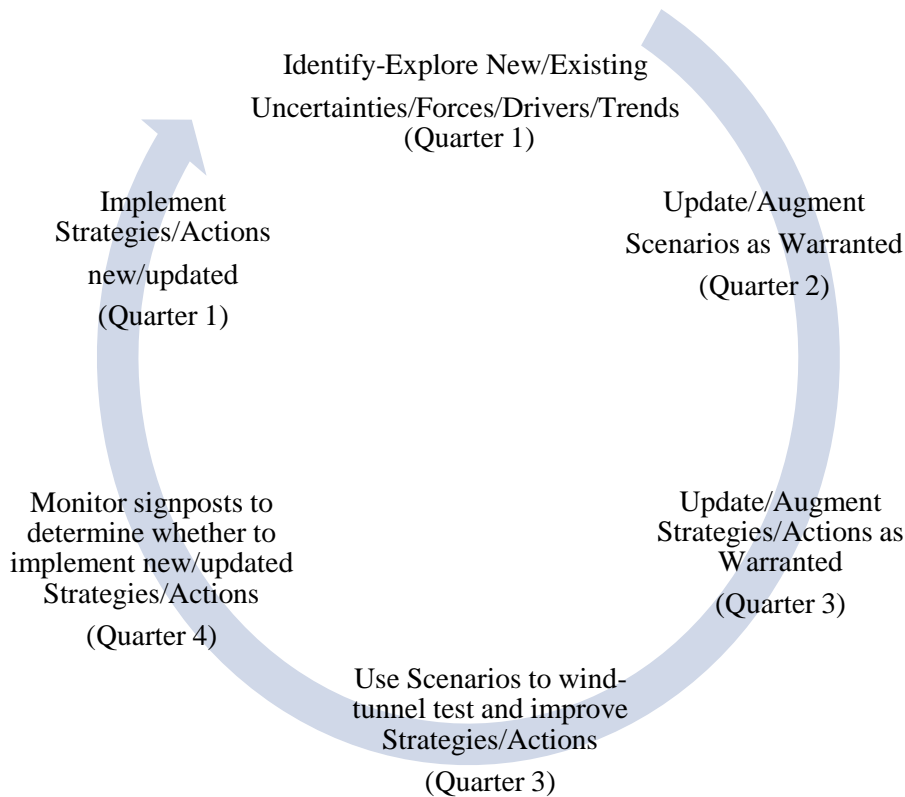 Identify-Explore New/Existing
Uncertainties/Forces/Drivers/Trends
(Quarter 1)
Update/Augment
Scenarios as Warranted
(Quarter 2)
Update/Augment
Strategies/Actions as
Warranted
(Quarter 3)
Use Scenarios to wind-
tunnel test and improve
Strategies/Actions
(Quarter 3)
Monitor signposts to
determine whether to
implement new/updated
Strategies/Actions
(Quarter 4)
Implement
Strategies/Actions
new/updated
(Quarter 1)